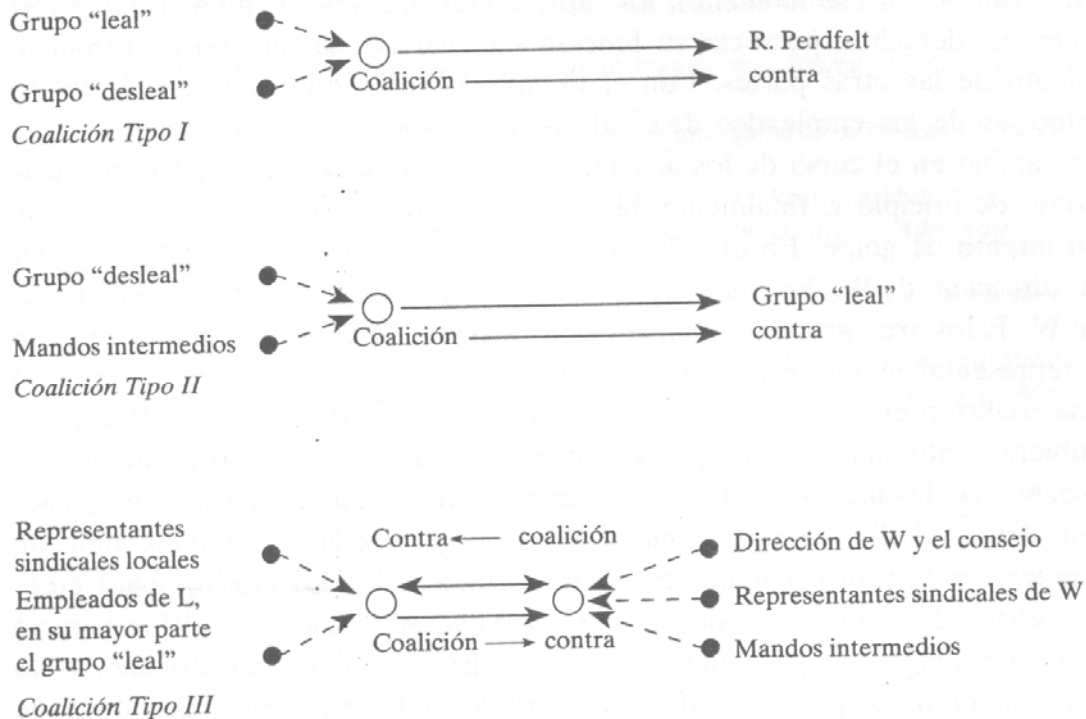 Grupo “leal”
R. Perdfelt
Coalición
contra
Grupo “desleal”
Coalición Tipo I
Grupo “desleal”
Grupo “leal”
Coalición
contra
Mandos intermedios
Coalición Tipo II
Representantes
sindicales locales
Contra coalición
Dirección de W y el consejo
Empleados de L,
en su mayor parte
el grupo “leal”
Representantes sindicales de W
Coalición contra
Mandos intermedios
Coalición Tipo III